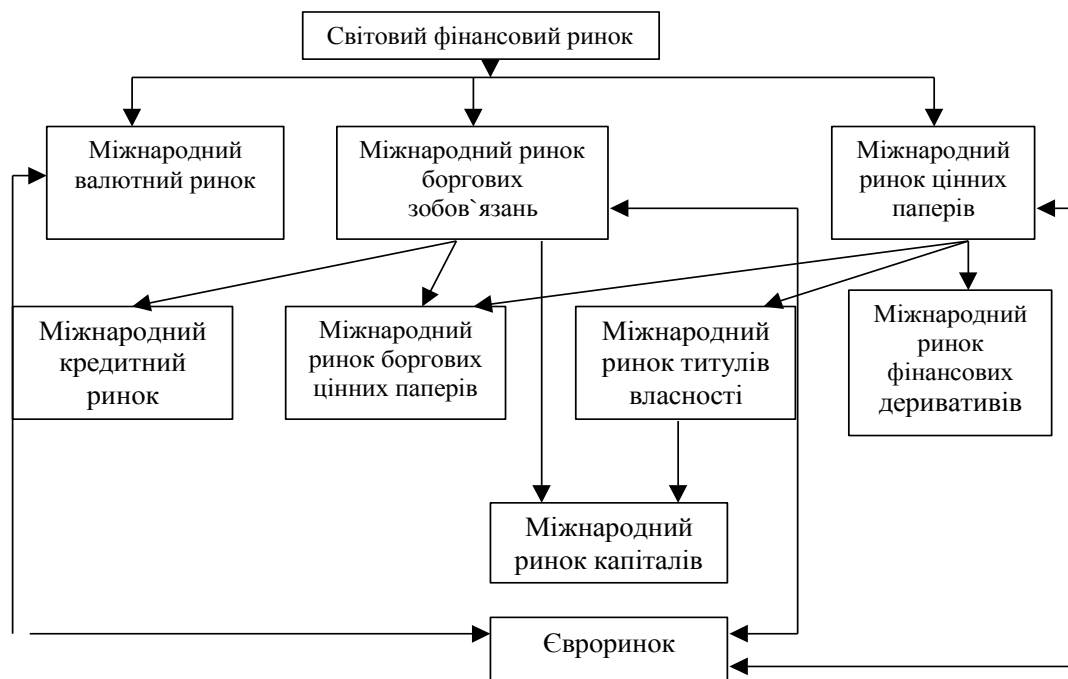 Світовий фінансовий ринок
Міжнародний
валютний ринок
Міжнародний ринок
боргових
зобов`язань
Міжнародний
ринок цінних
паперів
Міжнародний
кредитний
ринок
Міжнародний
ринок боргових
цінних паперів
Міжнародний
ринок титулів
власності
Міжнародний
ринок
фінансових
деривативів
Міжнародний
ринок капіталів
Євроринок